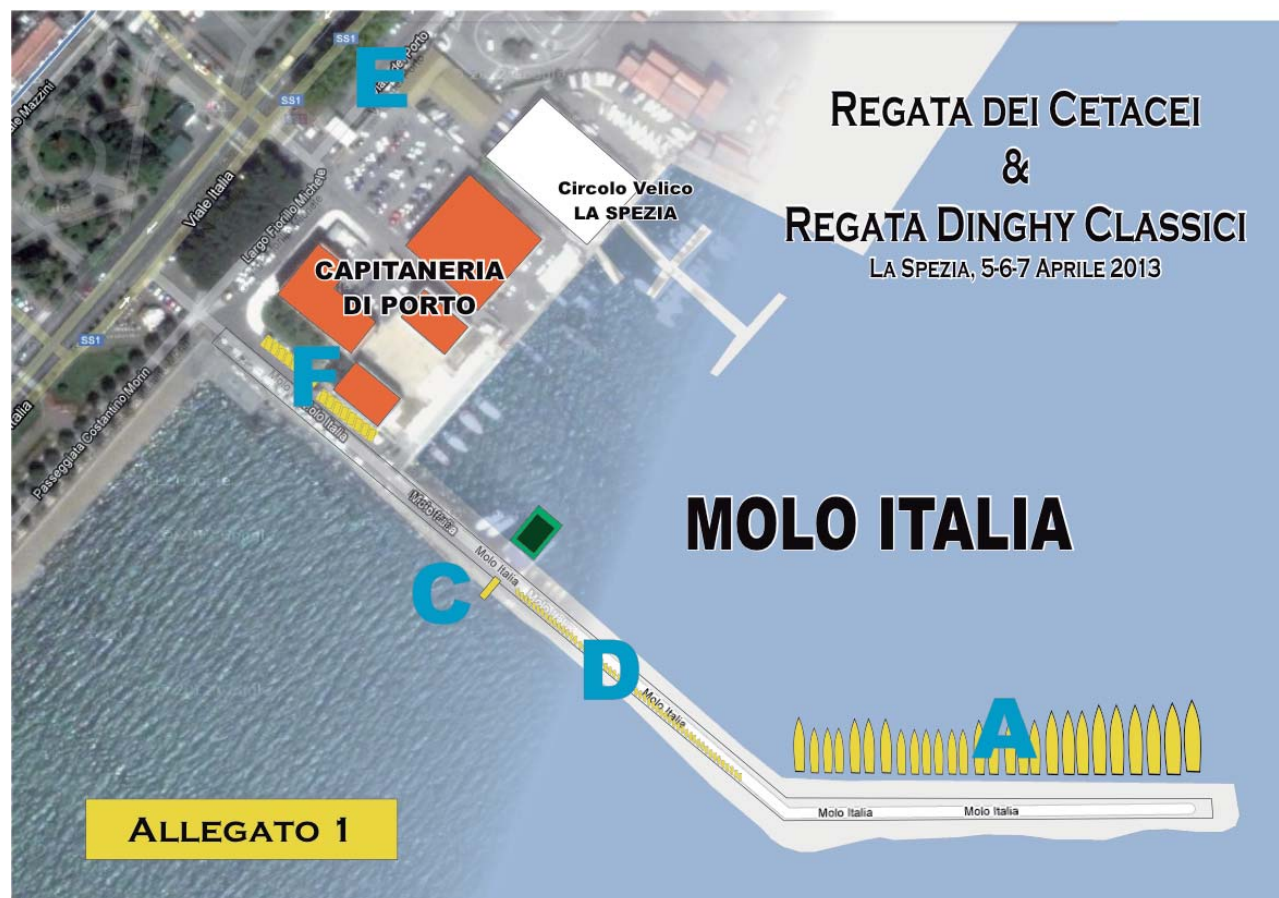 REGATA DEI CETACEI
&
REGATA DINGHY CLASSICI
LA SPEZIA, 5-6-7 APRILE 2013
SS1
E
SS1
Viale Mazzini
Viale Italia
Largo Fiorillo Michele
Circolo Velico
LA SPEZIA
CAPITANERIA
DI PORTO
SS1
F
Molo Italia
Italia
Passeggiata Costantino Morin
Molo Italia
MOLO ITALIA
Molo Italia
C
D
Molo Italia
A
Molo Italia
Molo Italia
ALLEGATO 1